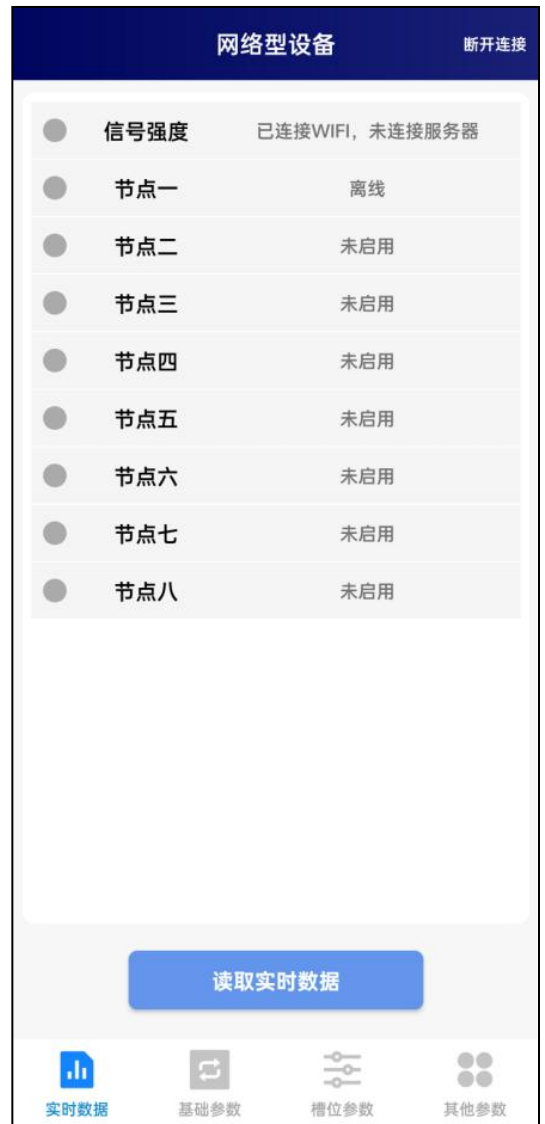 网络型设备 断开连接
信号强度 已连接WIFI，未连接服务器
节点一 离线
节点二 未启用
节点三 未启用
节点四 未启用
节点五 未启用
节点六 未启用
节点七 未启用
节点八 未启用
读取实时数据
实时数据 基础参数 槽位参数 其他参数